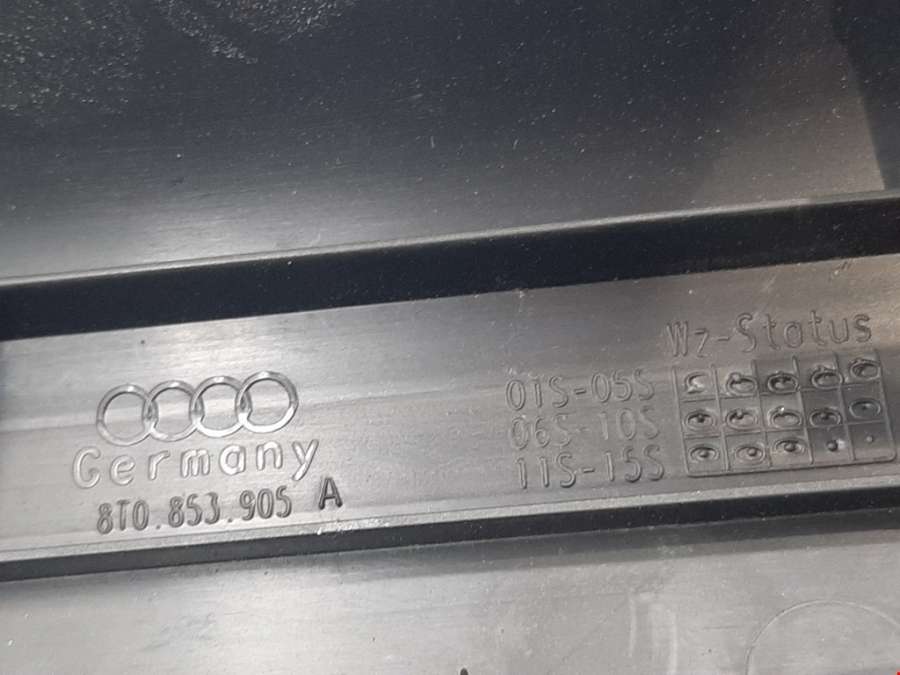 Germany
8T0.853.905 A
Wz-Status
01S-05S
06S-10S
11S-15S